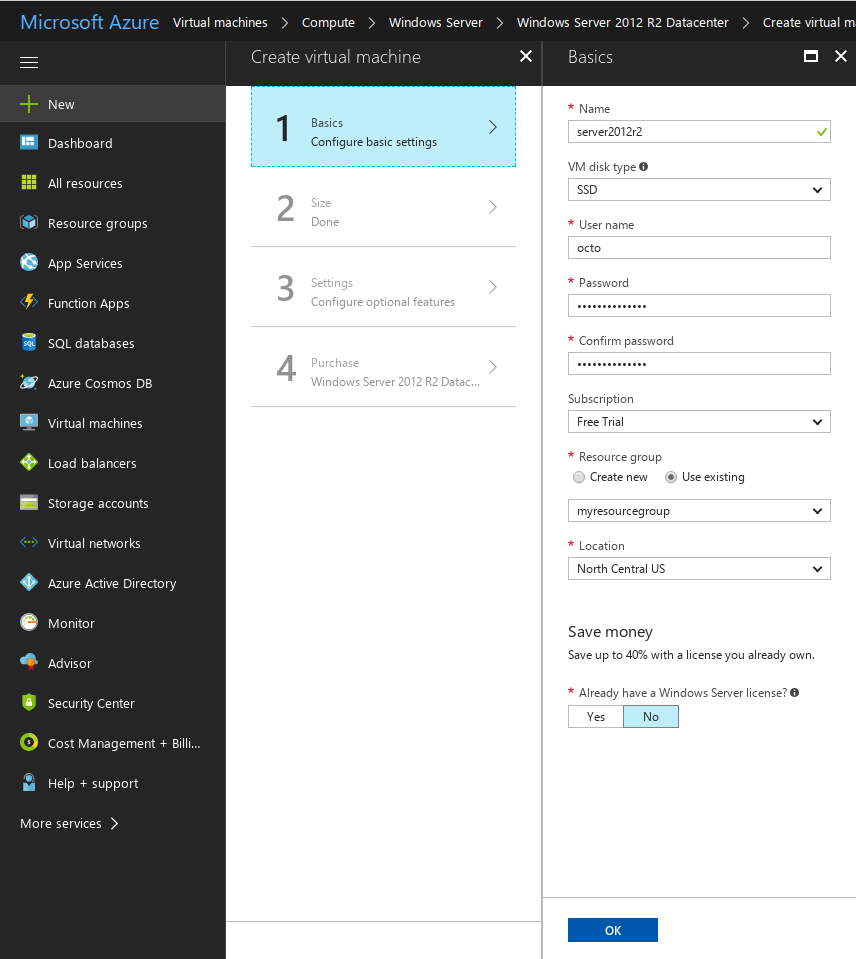 Microsoft Azure Virtual machines > Compute > Windows Server > Windows Server 2012 R2 Datacenter > Create virtual ma
New
Dashboard
All resources
Resource groups
App Services
Function Apps
SQL databases
Azure Cosmos DB
Virtual machines
Load balancers
Storage accounts
Virtual networks
Azure Active Directory
Monitor
Advisor
Security Center
Cost Management + Billi...
Help + support
More services >
Create virtual machine
1 Basics
Configure basic settings
2 Size
Done
3 Settings
Configure optional features
4 Purchase
Windows Server 2012 R2 Datac...
Basics
* Name
server2012r2
VM disk type
SSD
* User name
octo
* Password
••••••••••••••
* Confirm password
••••••••••••••
Subscription
Free Trial
* Resource group
Create new Use existing
myresourcegroup
* Location
North Central US
Save money
Save up to 40% with a license you already own.
* Already have a Windows Server license?
Yes No
OK